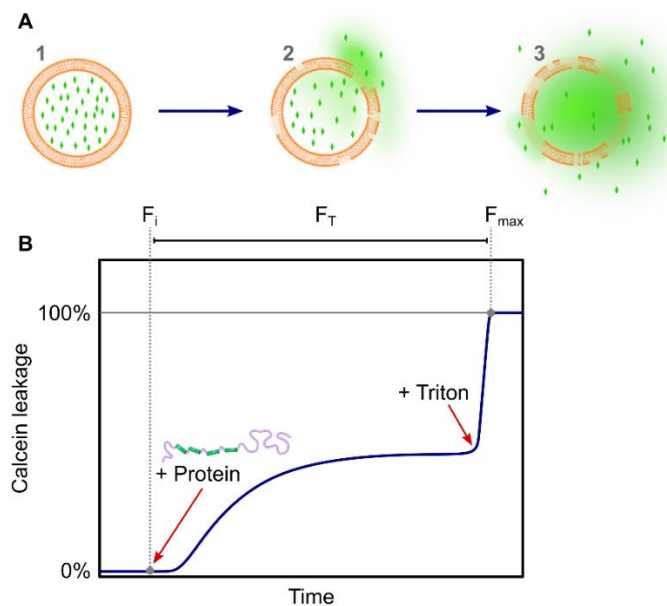 A
1
2
3
Fi
FT
Fmax
B
100%
+ Triton
+ Protein
0%
Calcein leakage
Time